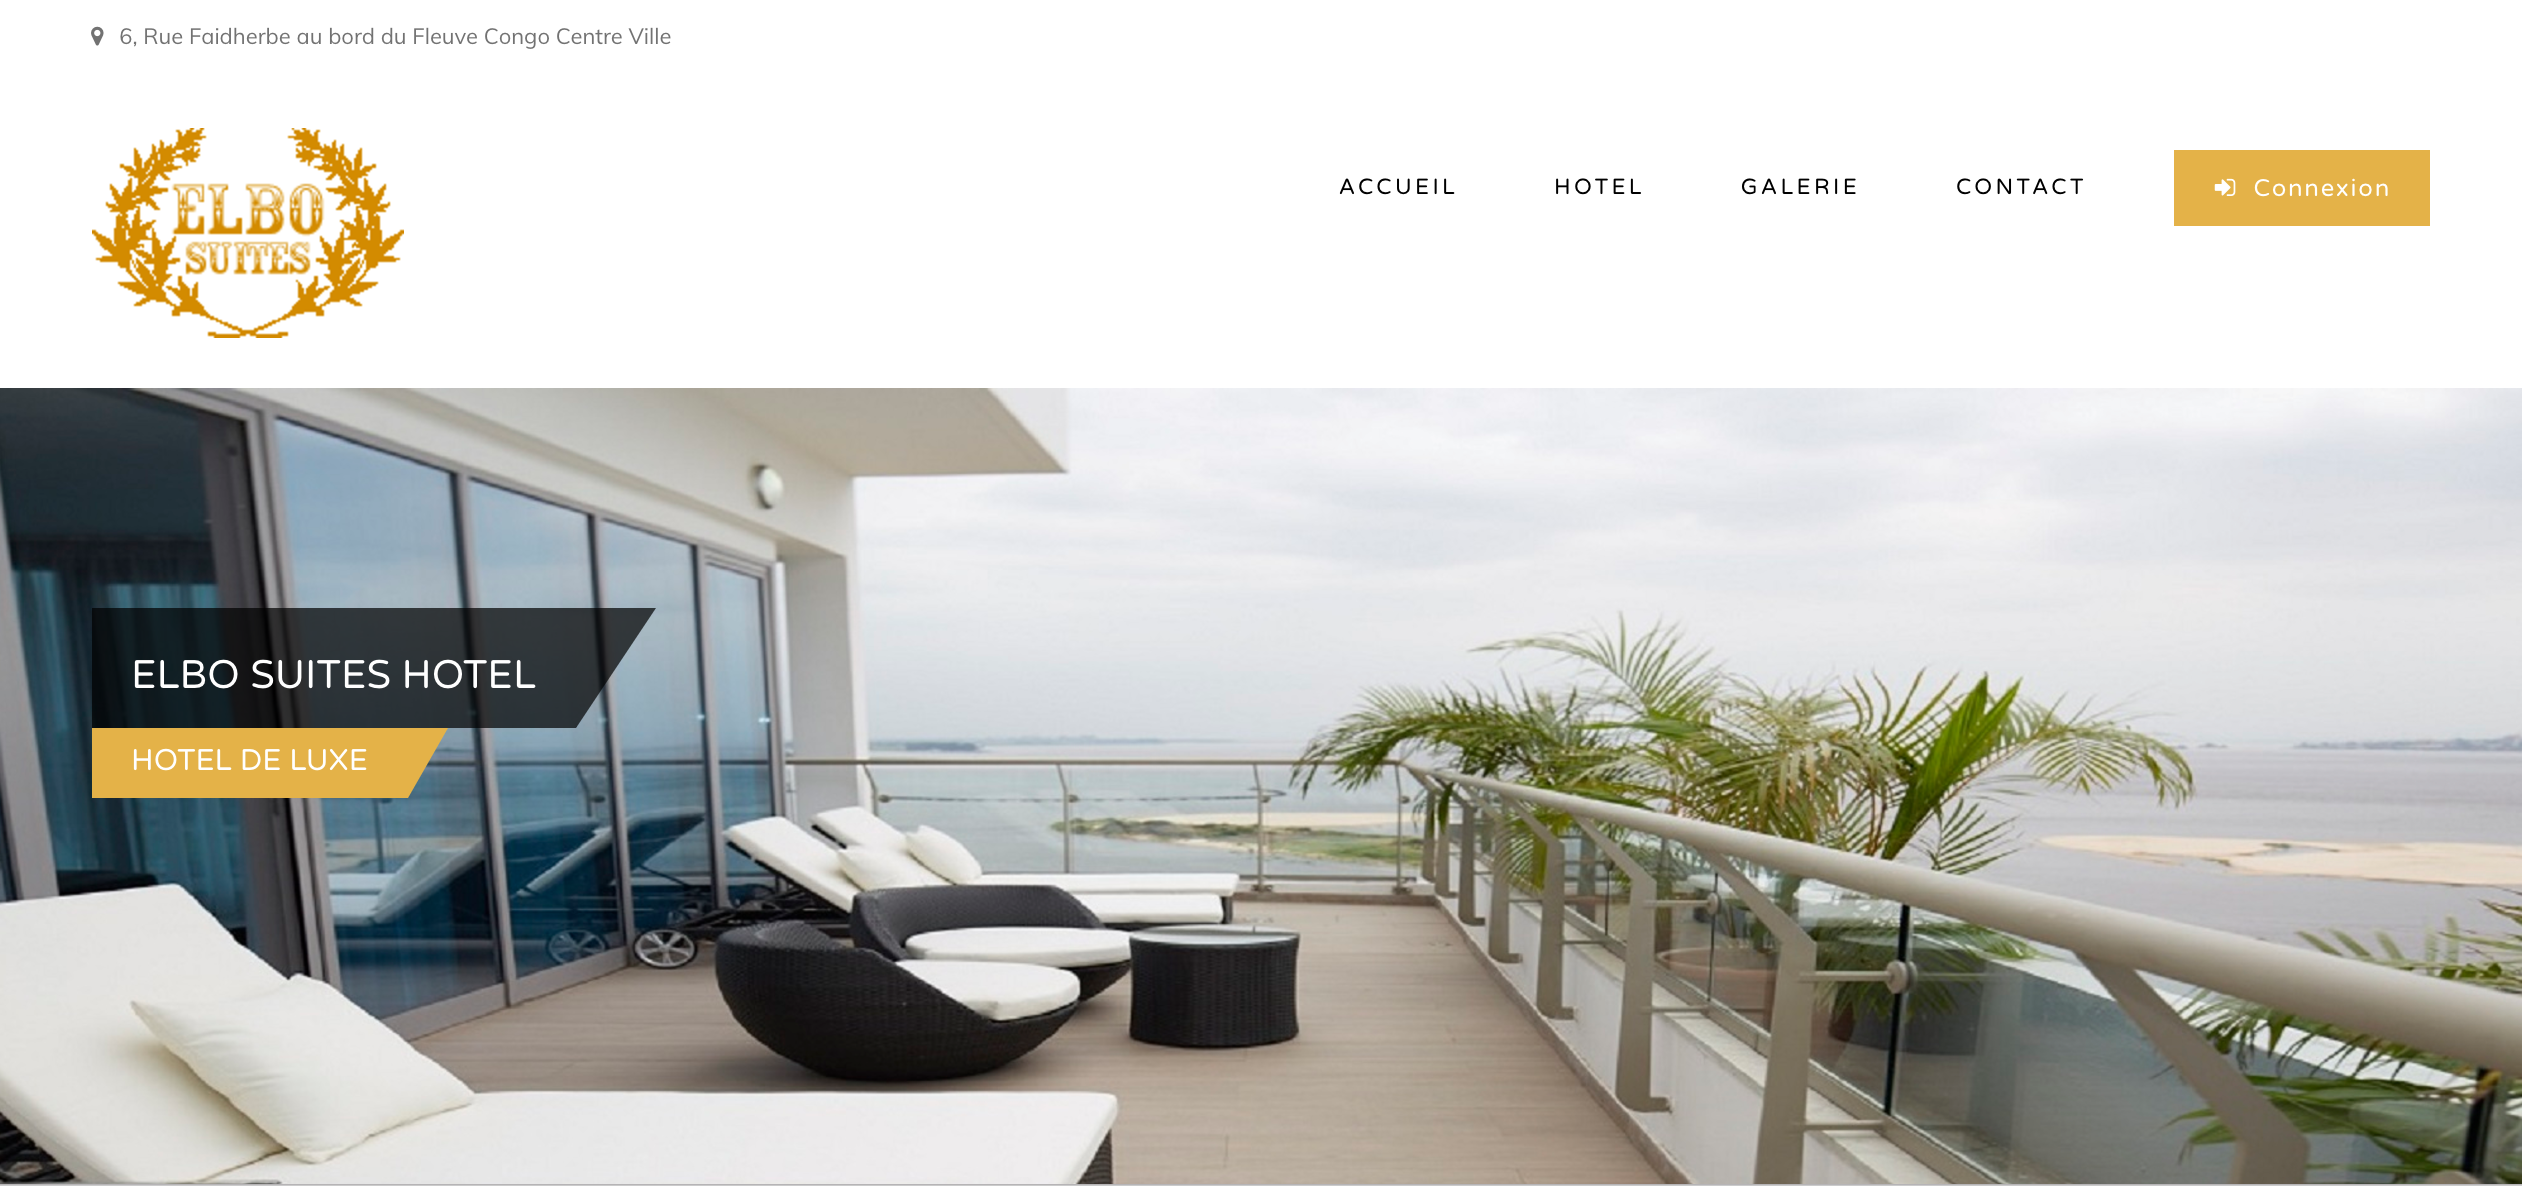 6, Rue Faidherbe au bord du Fleuve Congo Centre Ville
ELBO
SUITES
ACCUEIL
HOTEL
GALERIE
CONTACT
Connexion
ELBO SUITES HOTEL
HOTEL DE LUXE